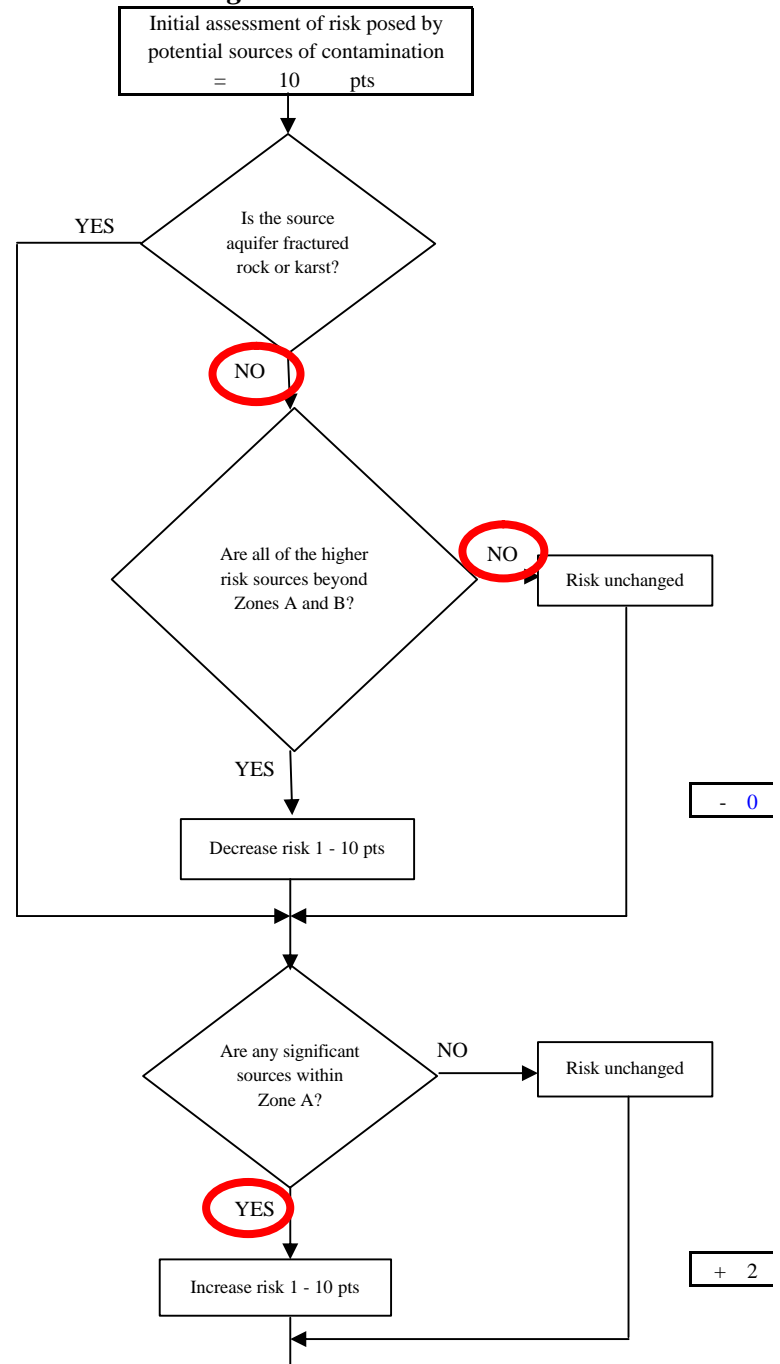 Initial assessment of risk posed by
potential sources of contamination
= 10 pts
YES
Is the source
aquifer fractured
rock or karst?
NO
Are all of the higher
risk sources beyond
Zones A and B?
NO
Risk unchanged
YES
- 0
Decrease risk 1 - 10 pts
Are any significant
sources within
Zone A?
NO
Risk unchanged
YES
+ 2
Increase risk 1 - 10 pts